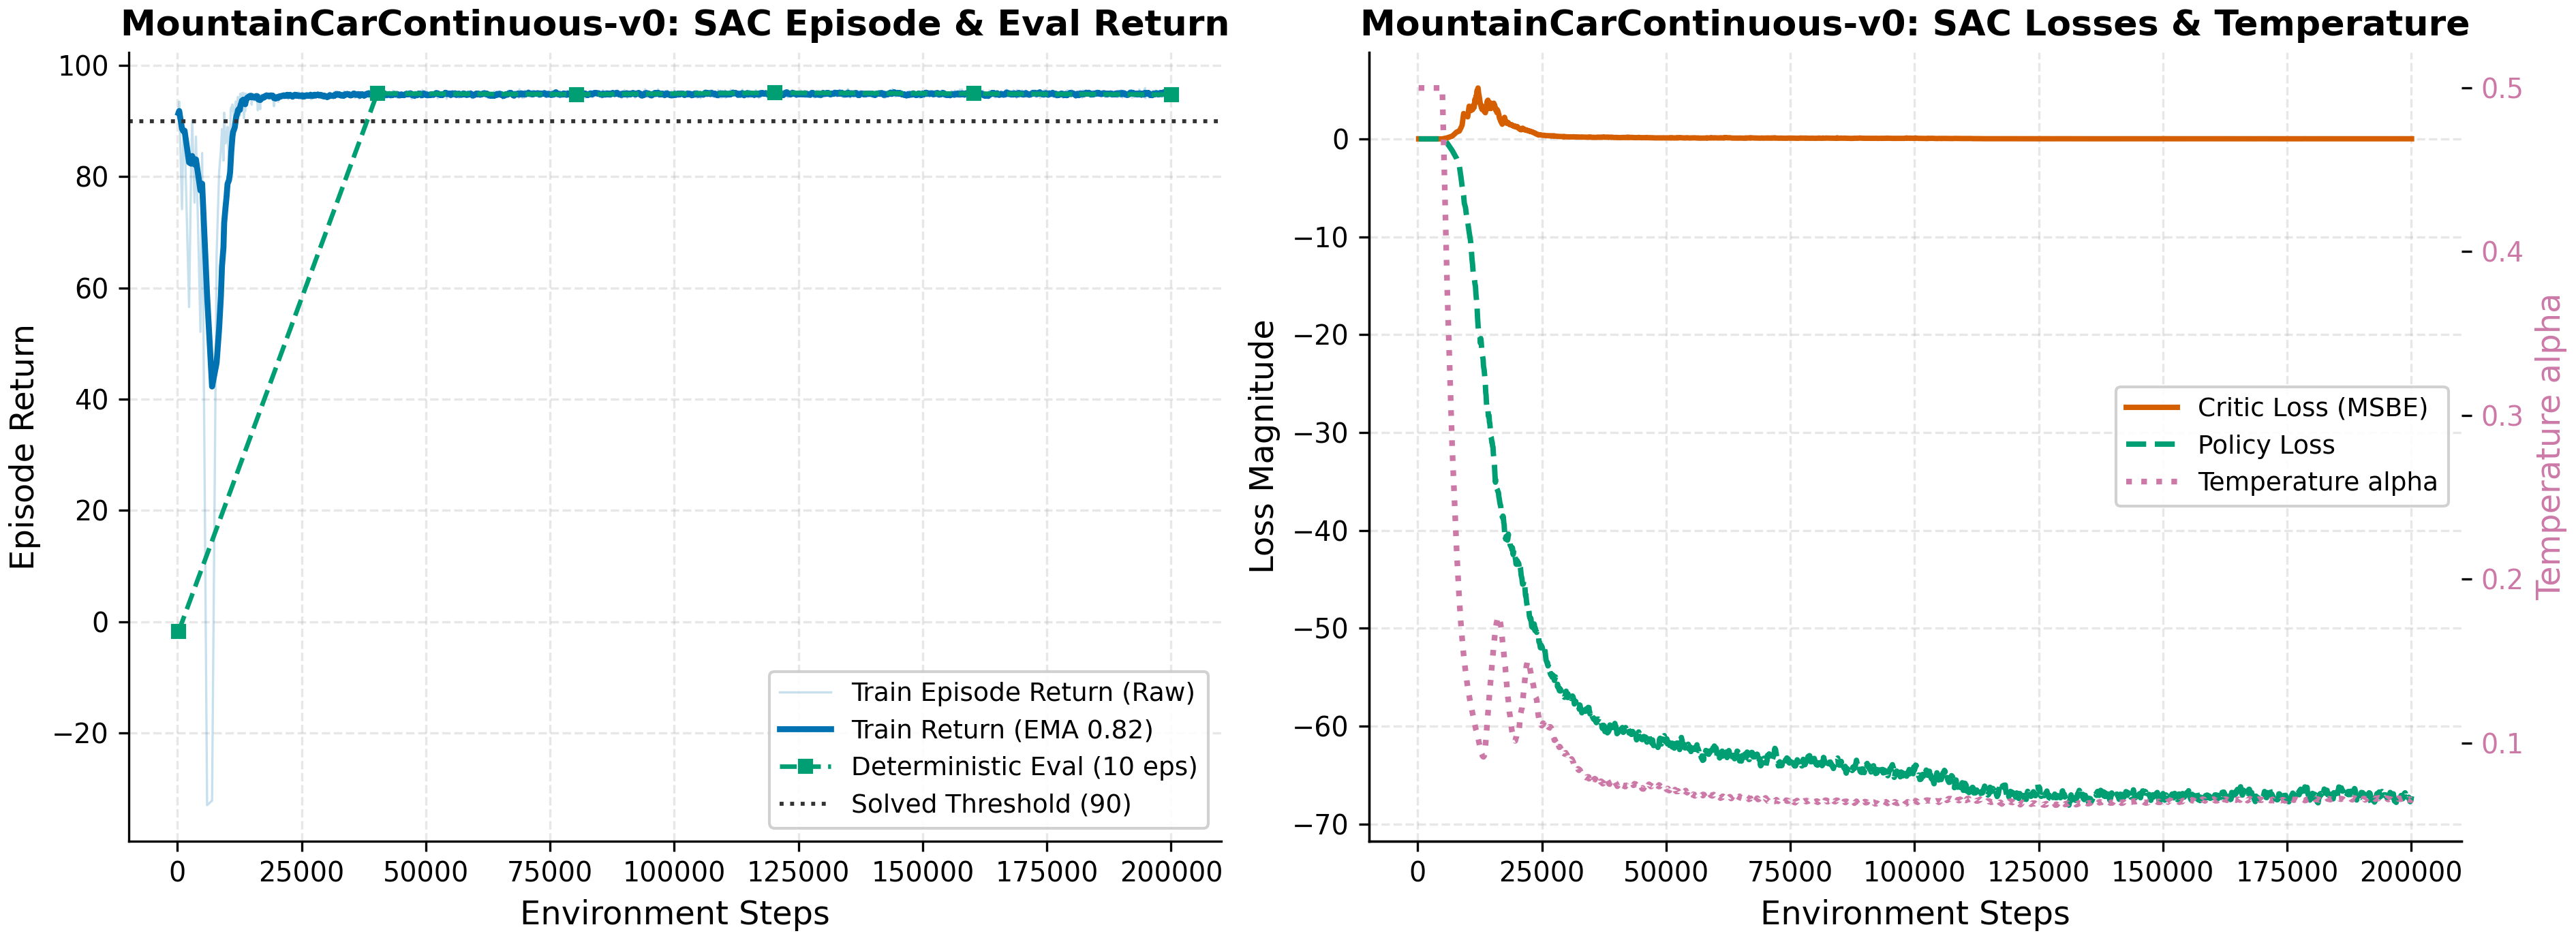 MountainCarContinuous-v0: SAC Episode & Eval Return
Episode Return
100
80
60
40
20
0
−20
0
25000
50000
75000
100000
125000
150000
175000
200000
Environment Steps
Train Episode Return (Raw)
Train Return (EMA 0.82)
Deterministic Eval (10 eps)
Solved Threshold (90)
MountainCarContinuous-v0: SAC Losses & Temperature
Loss Magnitude
0
−10
−20
−30
−40
−50
−60
−70
0
25000
50000
75000
100000
125000
150000
175000
200000
Environment Steps
Critic Loss (MSBE)
Policy Loss
Temperature alpha
0.5
0.4
0.3
0.2
0.1
Temperature alpha